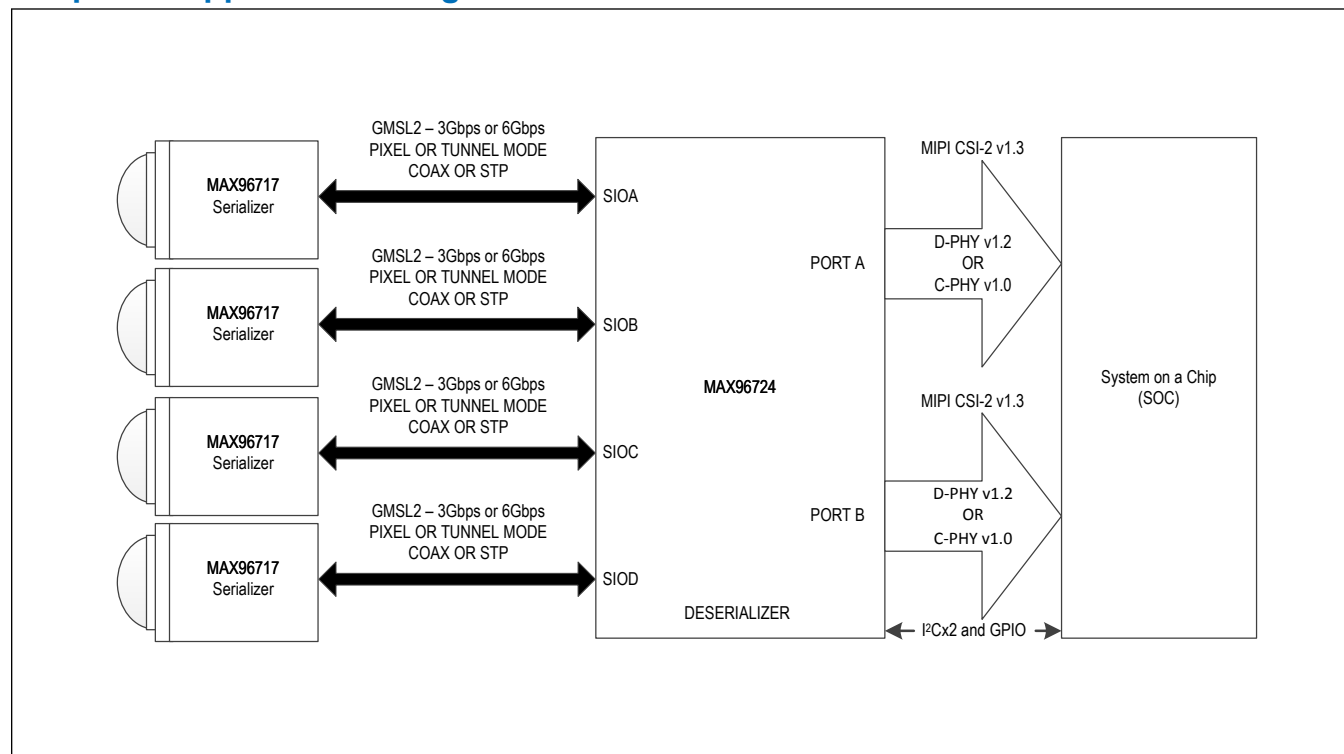 MAX96717
Serializer
GMSL2 – 3Gbps or 6Gbps
PIXEL OR TUNNEL MODE
COAX OR STP
SIOA
MAX96717
Serializer
GMSL2 – 3Gbps or 6Gbps
PIXEL OR TUNNEL MODE
COAX OR STP
SIOB
MAX96717
Serializer
GMSL2 – 3Gbps or 6Gbps
PIXEL OR TUNNEL MODE
COAX OR STP
SIOC
MAX96717
Serializer
GMSL2 – 3Gbps or 6Gbps
PIXEL OR TUNNEL MODE
COAX OR STP
SIOD
MAX96724
DESERIALIZER
PORT A
MIPI CSI-2 v1.3
D-PHY v1.2
OR
C-PHY v1.0
PORT B
MIPI CSI-2 v1.3
D-PHY v1.2
OR
C-PHY v1.0
I²Cx2 and GPIO
System on a Chip
(SOC)